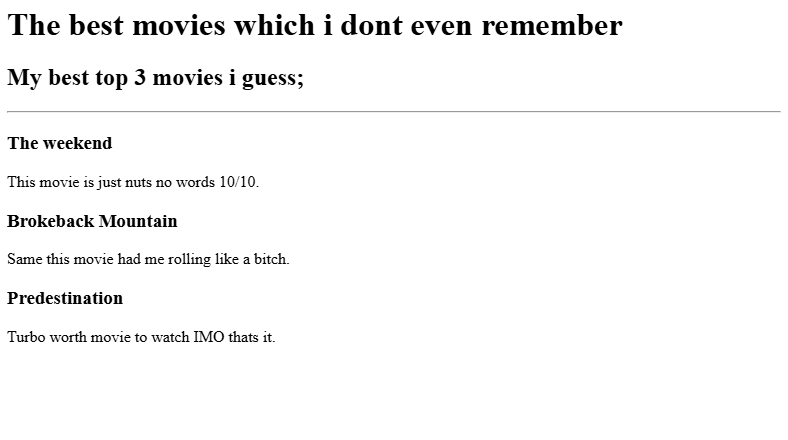 The best movies which i dont even remember
My best top 3 movies i guess;
The weekend
This movie is just nuts no words 10/10.
Brokeback Mountain
Same this movie had me rolling like a bitch.
Predestination
Turbo worth movie to watch IMO thats it.